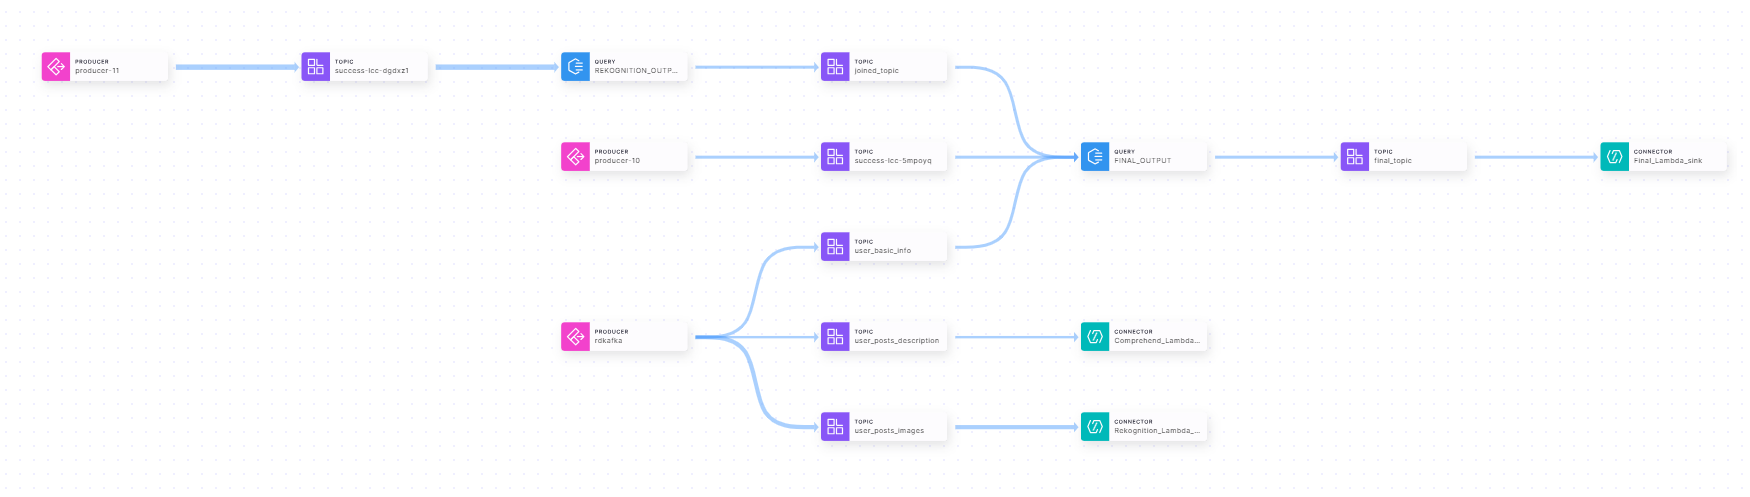 PRODUCER
producer-11
TOPIC
success-lcc-dgdxz1
QUERY
REKOGNITION_OUTP...
TOPIC
joined_topic
PRODUCER
producer-10
TOPIC
success-lcc-5mpoyq
QUERY
FINAL_OUTPUT
TOPIC
final_topic
CONNECTOR
Final_Lambda_sink
TOPIC
user_basic_info
PRODUCER
rdkafka
TOPIC
user_posts_description
CONNECTOR
Comprehend_Lambda...
TOPIC
user_posts_images
CONNECTOR
Rekognition_Lambda_...